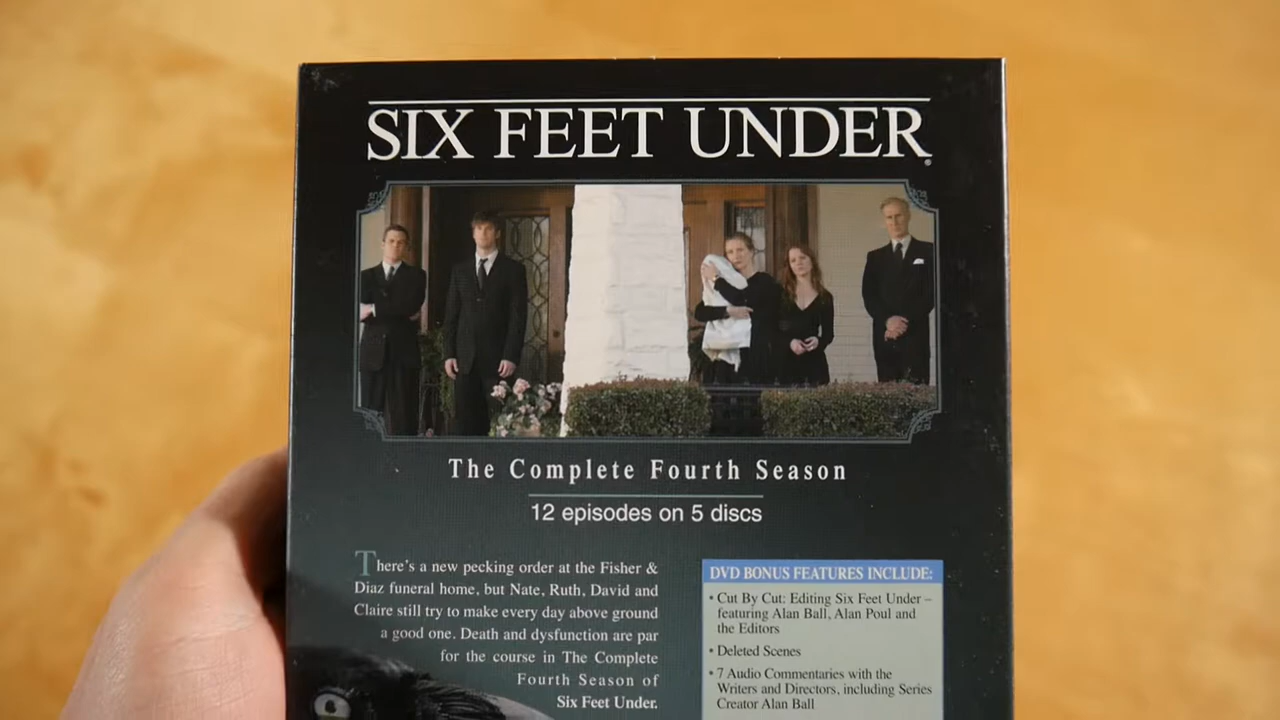 SIX FEET UNDER®
The Complete Fourth Season
12 episodes on 5 discs
There's a new pecking order at the Fisher &
Diaz funeral home, but Nate, Ruth, David and
Claire still try to make every day above ground
a good one. Death and dysfunction are par
for the course in The Complete
Fourth Season of
Six Feet Under.
DVD BONUS FEATURES INCLUDE:
• Cut By Cut: Editing Six Feet Under –
featuring Alan Ball, Alan Poul and
the Editors
• Deleted Scenes
• 7 Audio Commentaries with the
Writers and Directors, including Series
Creator Alan Ball